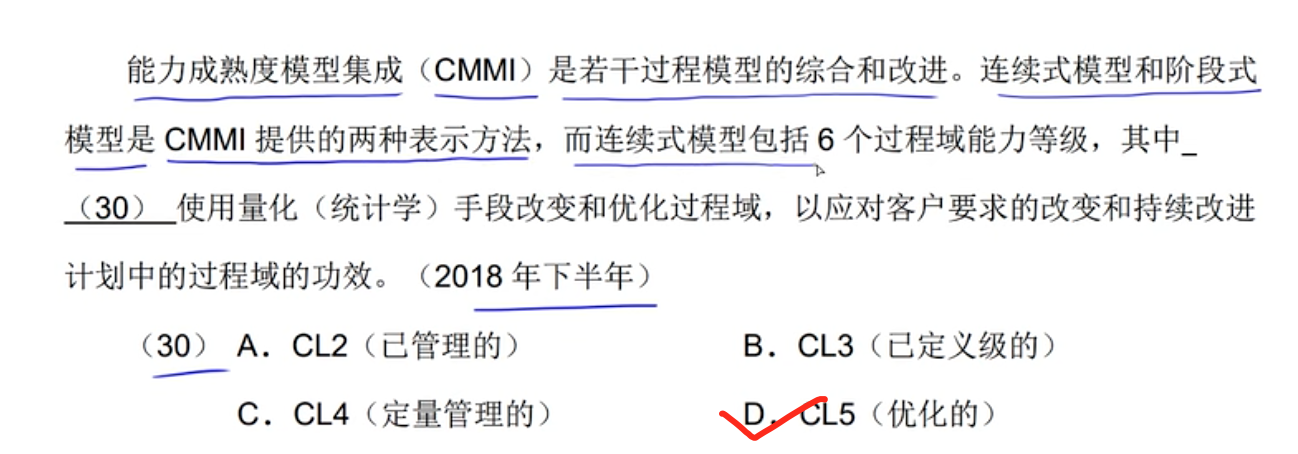 能力成熟度模型集成（CMMI）是若干过程模型的综合和改进。连续式模型和阶段式
模型是 CMMI 提供的两种表示方法，而连续式模型包括 6 个过程域能力等级，其中_
（30）使用量化（统计学）手段改变和优化过程域，以应对客户要求的改变和持续改进
计划中的过程域的功效。（2018 年下半年）
（30） A．CL2（已管理的） B．CL3（已定义级的）
C．CL4（定量管理的） D．CL5（优化的）